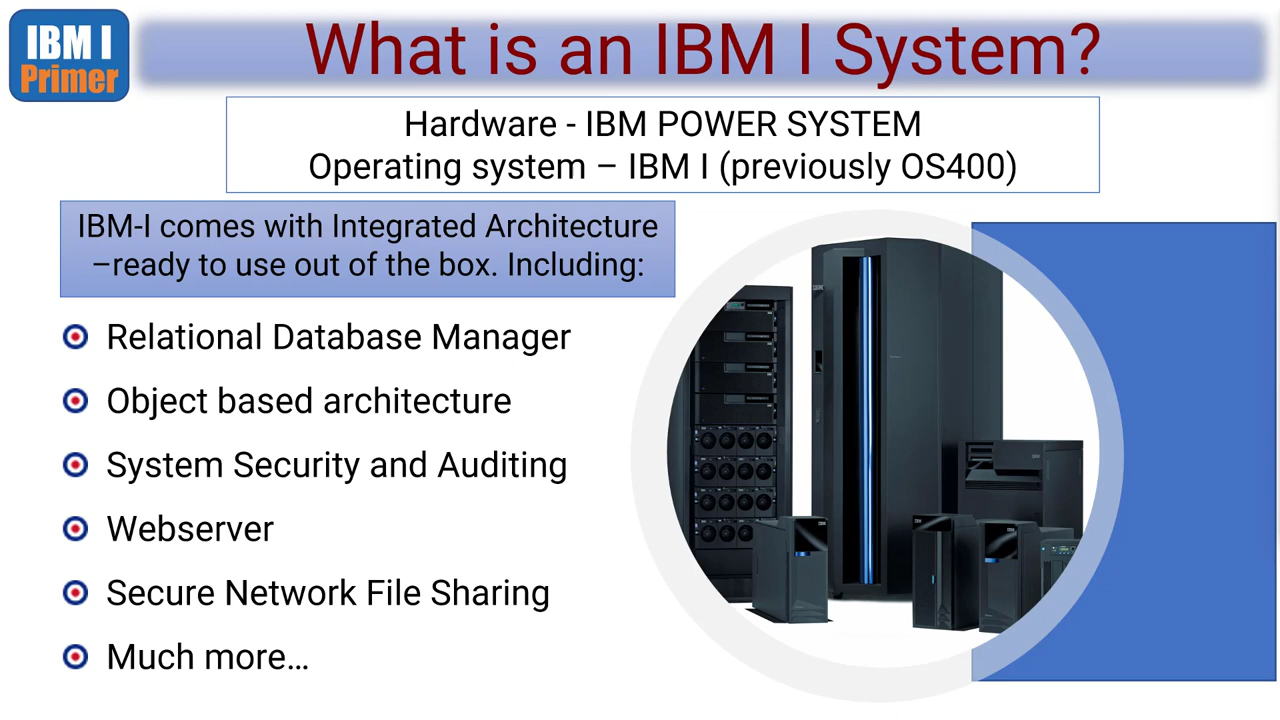 IBM I
Primer
What is an IBM I System?
Hardware - IBM POWER SYSTEM
Operating system – IBM I (previously OS400)
IBM-I comes with Integrated Architecture
–ready to use out of the box. Including:
Relational Database Manager
Object based architecture
System Security and Auditing
Webserver
Secure Network File Sharing
Much more...